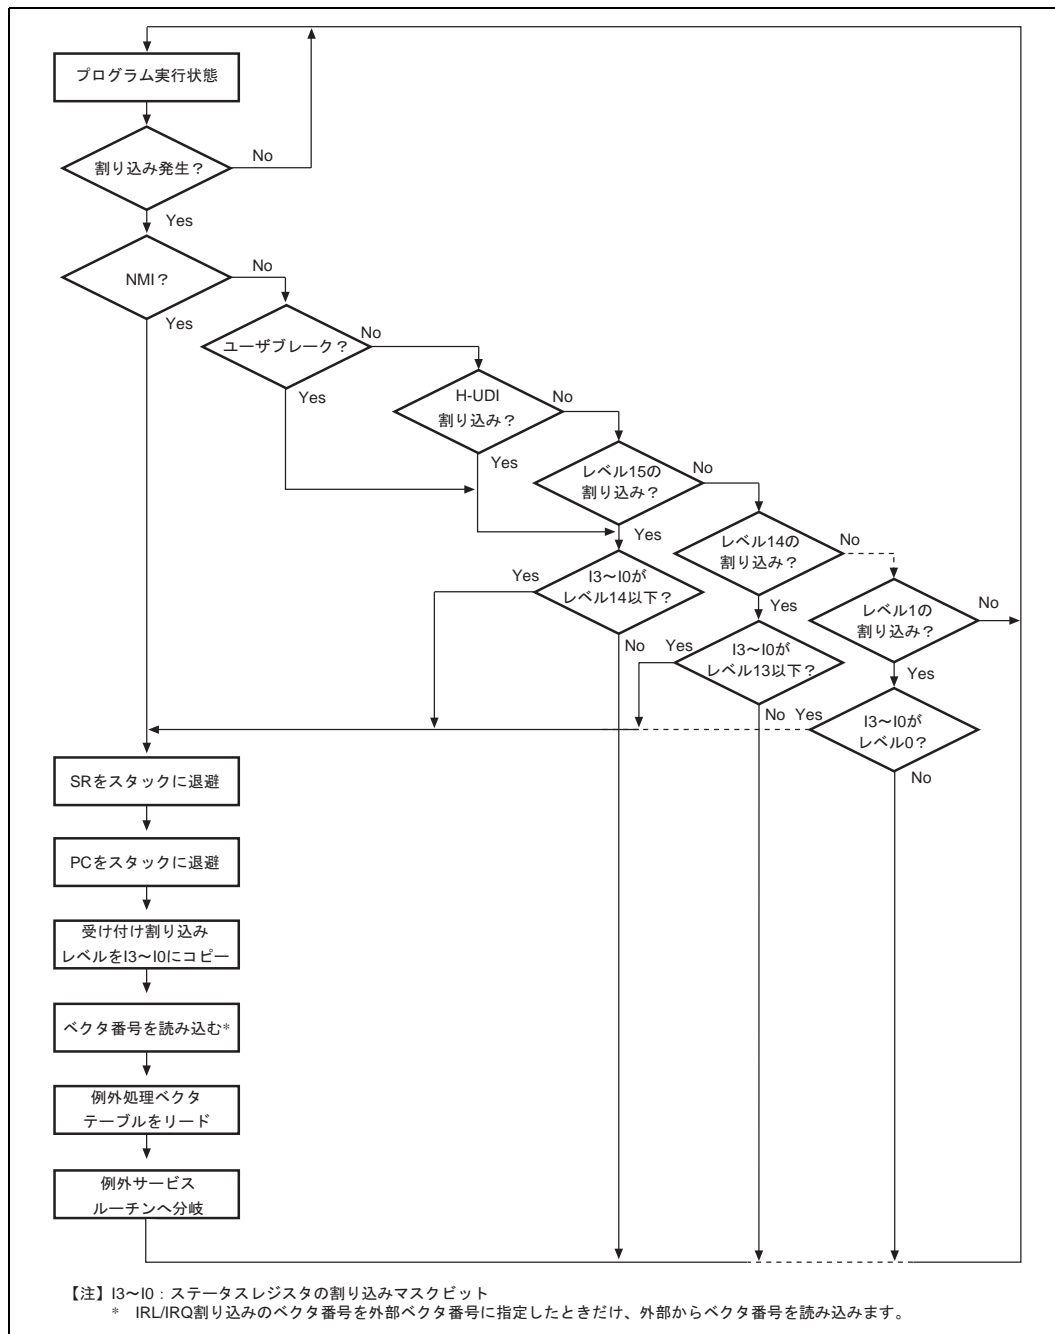 プログラム実行状態
割り込み発生？
No
Yes
NMI？
No
Yes
ユーザブレーク？
No
Yes
H-UDI
割り込み？
No
Yes
レベル15の
割り込み？
No
Yes
レベル14の
割り込み？
No
Yes
I3～I0が
レベル14以下？
Yes
No
レベル1の
割り込み？
No
Yes
I3～I0が
レベル13以下？
Yes
No
I3～I0が
レベル0？
Yes
No
SRをスタックに退避
PCをスタックに退避
受け付け割り込み
レベルをI3～I0にコピー
ベクタ番号を読み込む*
例外処理ベクタ
テーブルをリード
例外サービス
ルーチンへ分岐
【注】I3～I0：ステータスレジスタの割り込みマスクビット
* IRL/IRQ割り込みのベクタ番号を外部ベクタ番号に指定したときだけ、外部からベクタ番号を読み込みます。